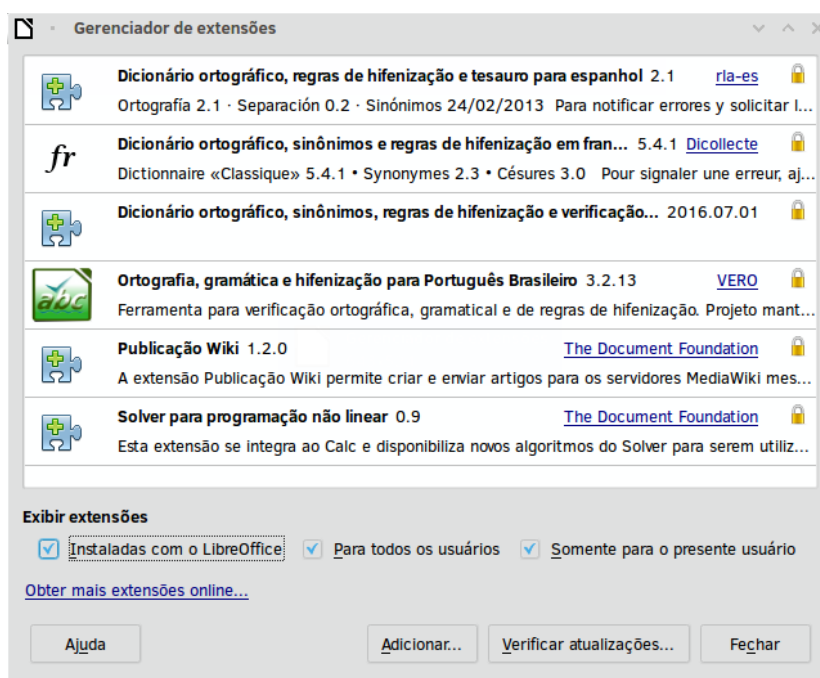 Gerenciador de extensões
Dicionário ortográfico, regras de hifenização e tesauro para espanhol 2.1 rla-es
Ortografía 2.1 · Separación 0.2 · Sinónimos 24/02/2013 Para notificar errores y solicitar l...
fr
Dicionário ortográfico, sinônimos e regras de hifenização em fran... 5.4.1 Dicollecte
Dictionnaire «Classique» 5.4.1 • Synonymes 2.3 • Césures 3.0 Pour signaler une erreur, aj...
Dicionário ortográfico, sinônimos, regras de hifenização e verificação... 2016.07.01
abc
Ortografia, gramática e hifenização para Português Brasileiro 3.2.13 VERO
Ferramenta para verificação ortográfica, gramatical e de regras de hifenização. Projeto mant...
Publicação Wiki 1.2.0 The Document Foundation
A extensão Publicação Wiki permite criar e enviar artigos para os servidores MediaWiki mes...
Solver para programação não linear 0.9 The Document Foundation
Esta extensão se integra ao Calc e disponibiliza novos algoritmos do Solver para serem utiliz...
Exibir extensões
Instaladas com o LibreOffice Para todos os usuários Somente para o presente usuário
Obter mais extensões online...
Ajuda Adicionar... Verificar atualizações... Fechar